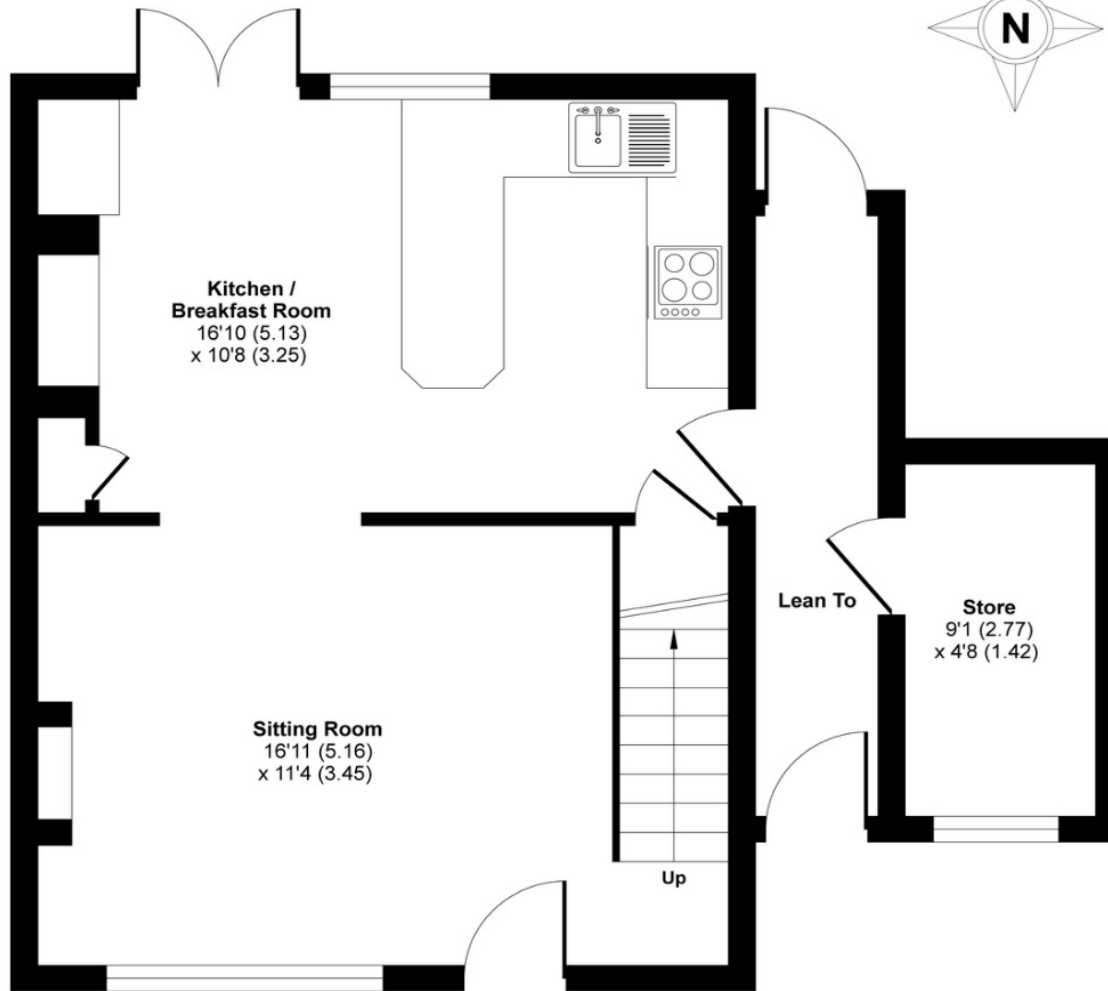 N
Kitchen /
Breakfast Room
16'10 (5.13)
x 10'8 (3.25)
Lean To
Store
9'1 (2.77)
x 4'8 (1.42)
Sitting Room
16'11 (5.16)
x 11'4 (3.45)
Up